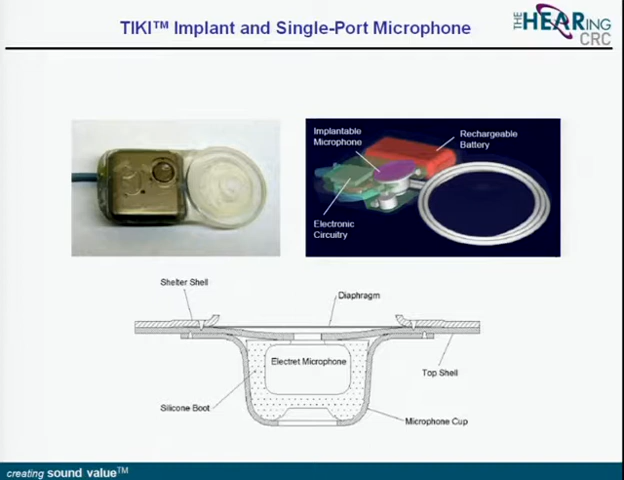 TIKI™ Implant and Single-Port Microphone
THE HEARing
CRC
Implantable
Microphone
Rechargeable
Battery
Electronic
Circuitry
Shelter Shell
Diaphragm
Electret Microphone
Top Shell
Silicone Boot
Microphone Cup
creating sound value™